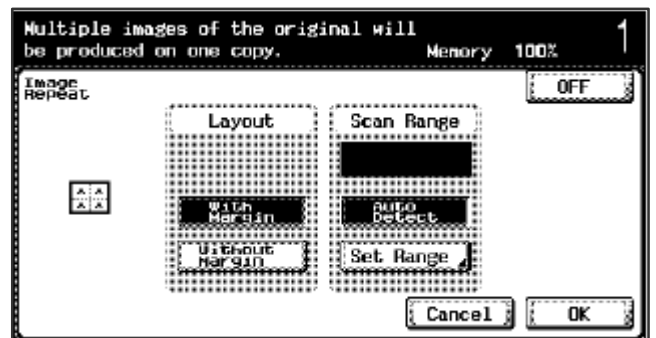 Multiple images of the original will
be produced on one copy. Memory 100% 1
Image
Repeat
OFF
Layout
Scan Range
With
Margin
Auto
Detect
Without
Margin
Set Range
Cancel
OK